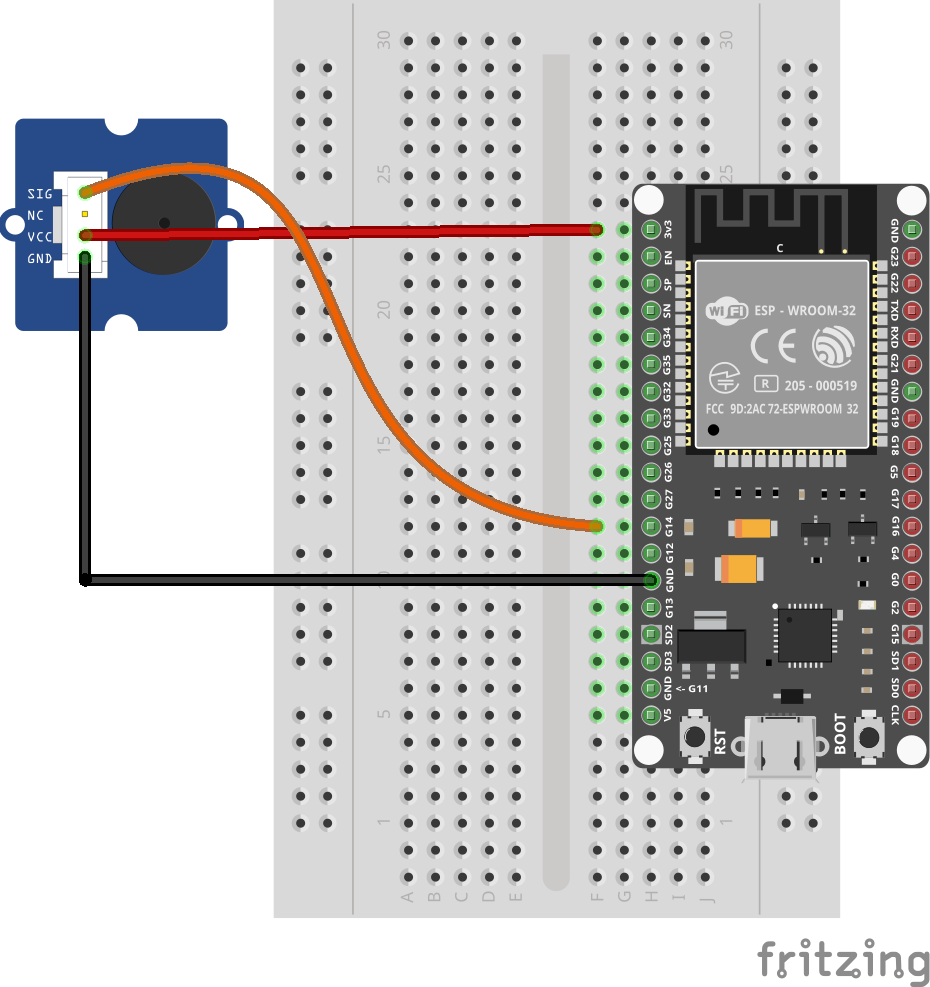 30
30
25
25
20
15
5
1
1
A
B
C
D
E
F
G
H
I
J
SIG
NC
VCC
GND
C
WiFi
ESP - WROOM-32
CE
R
205 - 000519
FCC 9D:2AC 72-ESPWROOM 32
3v3
EN
SP
SN
G34
G35
G32
G33
G25
G26
G27
G14
G12
GND
G13
SD2
SD3
GND
<- G11
V5
GND
G23
G22
TXD
RXD
G21
GND
G19
G18
G5
G17
G16
G4
G0
G2
G15
SD1
SD0
CLK
RST
BOOT
fritzing